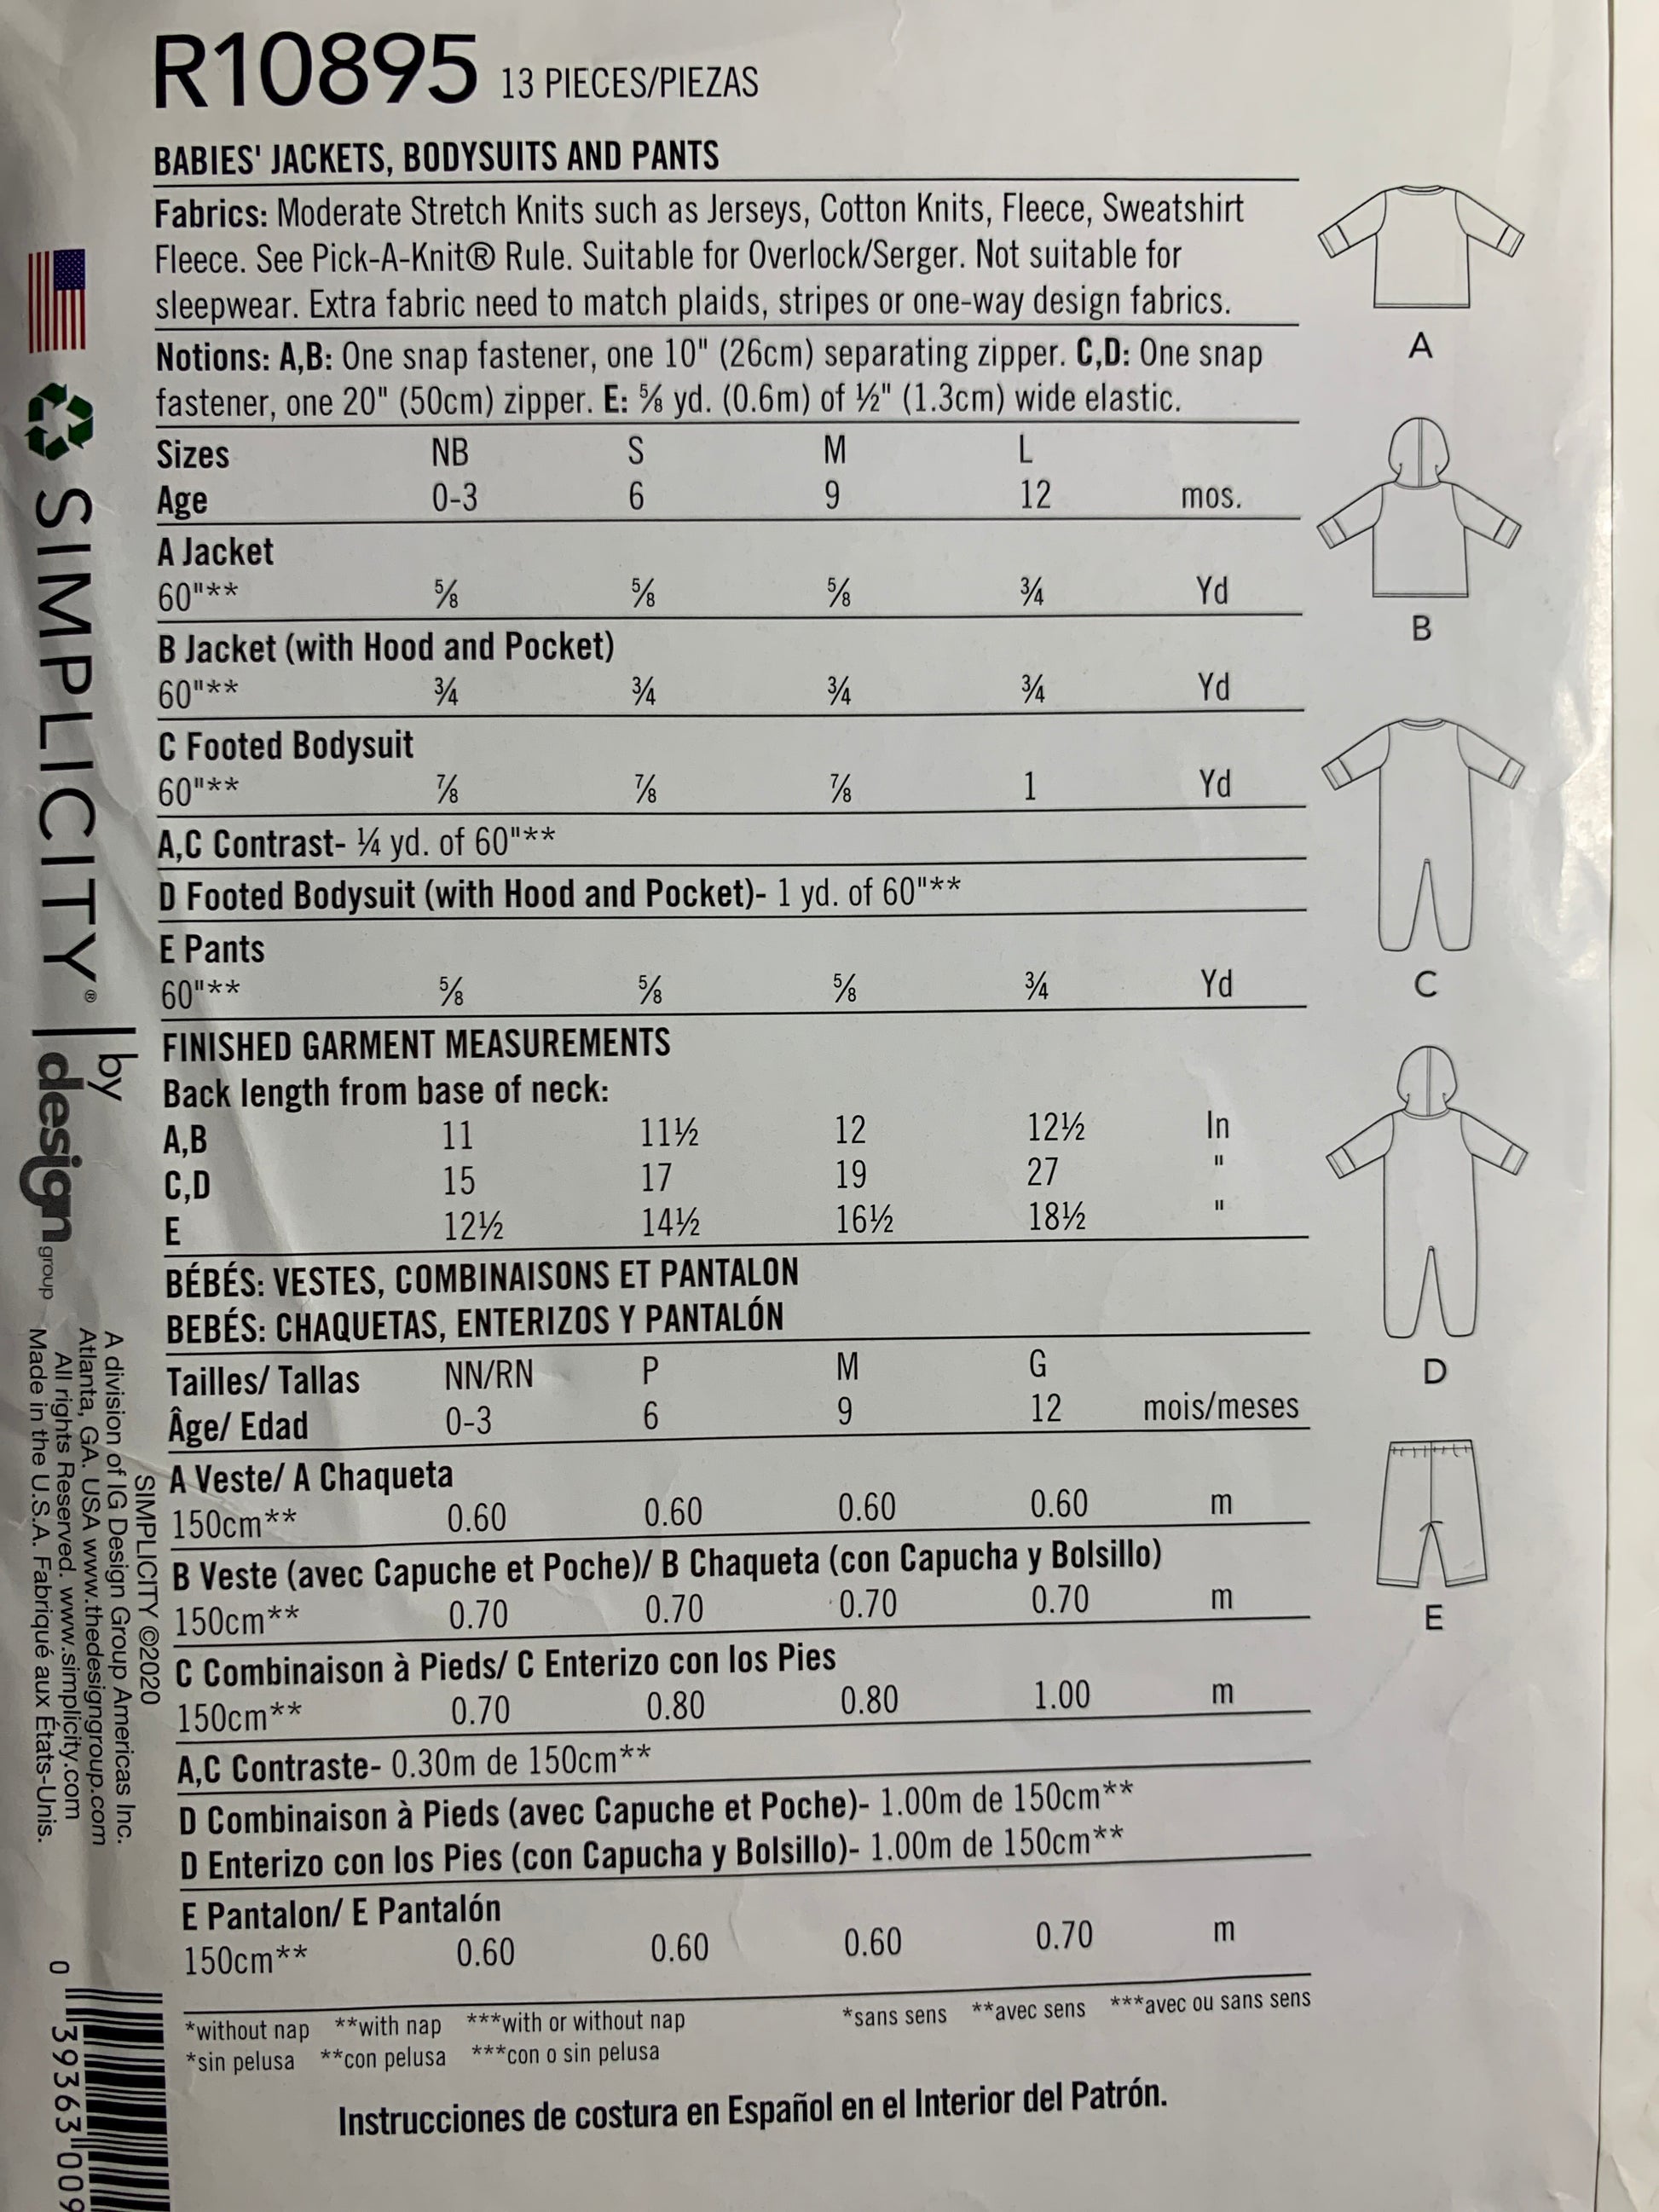 R10895 13 PIECES/PIEZAS
BABIES' JACKETS, BODYSUITS AND PANTS
Fabrics: Moderate Stretch Knits such as Jerseys, Cotton Knits, Fleece, Sweatshirt
Fleece. See Pick-A-Knit® Rule. Suitable for Overlock/Serger. Not suitable for
sleepwear. Extra fabric need to match plaids, stripes or one-way design fabrics.
Notions: A,B: One snap fastener, one 10" (26cm) separating zipper. C,D: One snap
fastener, one 20" (50cm) zipper. E: ⅝ yd. (0.6m) of ½" (1.3cm) wide elastic.
Sizes NB S M L
Age 0-3 6 9 12 mos.
A Jacket
60"** ⅝ ⅝ ⅝ ¾ Yd
B Jacket (with Hood and Pocket)
60"** ¾ ¾ ¾ ¾ Yd
C Footed Bodysuit
60"** ⅞ ⅞ ⅞ 1 Yd
A,C Contrast- ¼ yd. of 60"**
D Footed Bodysuit (with Hood and Pocket)- 1 yd. of 60"**
E Pants
60"** ⅝ ⅝ ⅝ ¾ Yd
FINISHED GARMENT MEASUREMENTS
Back length from base of neck:
A,B 11 11½ 12 12½ In
C,D 15 17 19 27 "
E 12½ 14½ 16½ 18½ "
BÉBÉS: VESTES, COMBINAISONS ET PANTALON
BEBÉS: CHAQUETAS, ENTERIZOS Y PANTALÓN
Tailles/ Tallas NN/RN P M G
Âge/ Edad 0-3 6 9 12 mois/meses
A Veste/ A Chaqueta
150cm** 0.60 0.60 0.60 0.60 m
B Veste (avec Capuche et Poche)/ B Chaqueta (con Capucha y Bolsillo)
150cm** 0.70 0.70 0.70 0.70 m
C Combinaison à Pieds/ C Enterizo con los Pies
150cm** 0.70 0.80 0.80 1.00 m
A,C Contraste- 0.30m de 150cm**
D Combinaison à Pieds (avec Capuche et Poche)- 1.00m de 150cm**
D Enterizo con los Pies (con Capucha y Bolsillo)- 1.00m de 150cm**
E Pantalon/ E Pantalón
150cm** 0.60 0.60 0.60 0.70 m
*without nap **with nap ***with or without nap *sans sens **avec sens ***avec ou sans sens
*sin pelusa **con pelusa ***con o sin pelusa
Instrucciones de costura en Español en el Interior del Patrón.
A
B
C
D
E
SIMPLICITY® by
design group
SIMPLICITY ©2020
A division of IG Design Group Americas Inc.
Atlanta, GA. USA www.thedesigngroup.com
All rights Reserved. www.simplicity.com
Made in the U.S.A. Fabriqué aux États-Unis.
0 39363 009